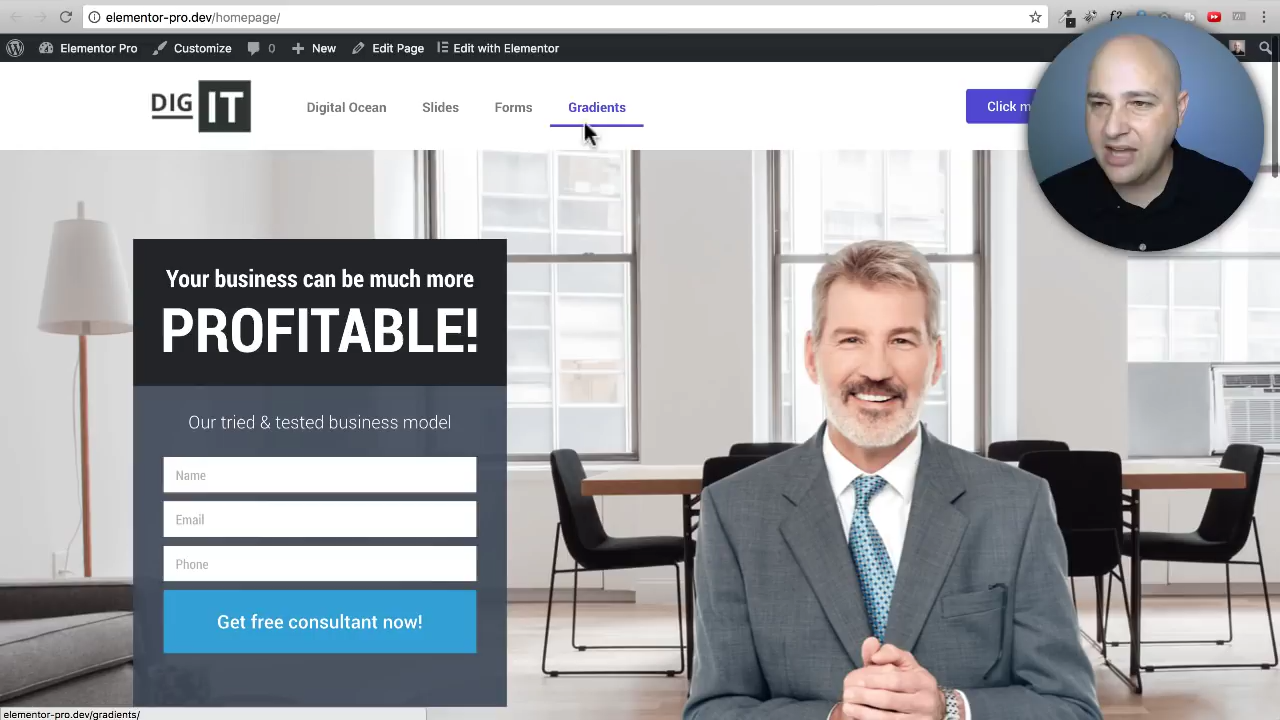 elementor-pro.dev/homepage/
f?
Elementor Pro
Customize
0
New
Edit Page
Edit with Elementor
DIG IT
Digital Ocean
Slides
Forms
Gradients
Click m
Your business can be much more
PROFITABLE!
Our tried & tested business model
Name
Email
Phone
Get free consultant now!
elementor-pro.dev/gradients/